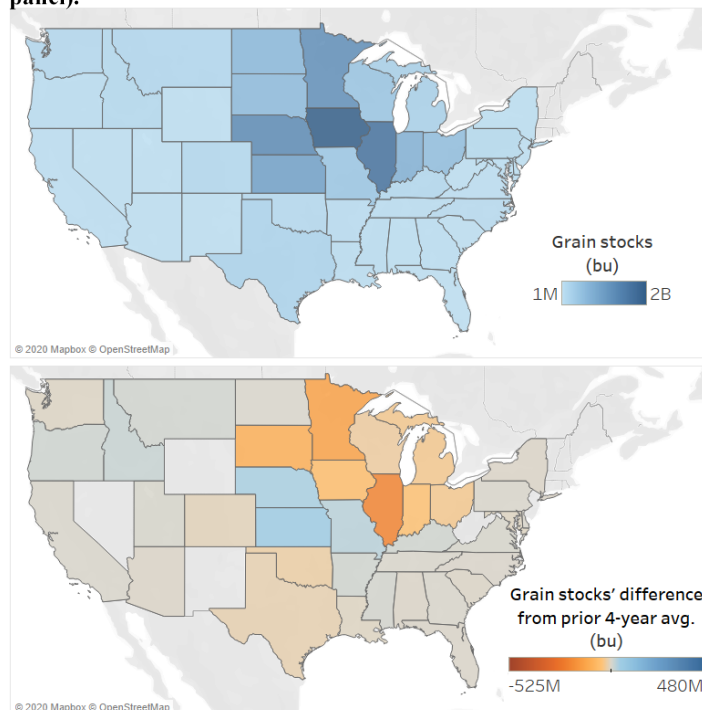 panel).
Grain stocks
(bu)
1M 2B
© 2020 Mapbox © OpenStreetMap
Grain stocks' difference
from prior 4-year avg.
(bu)
-525M 480M
© 2020 Mapbox © OpenStreetMap